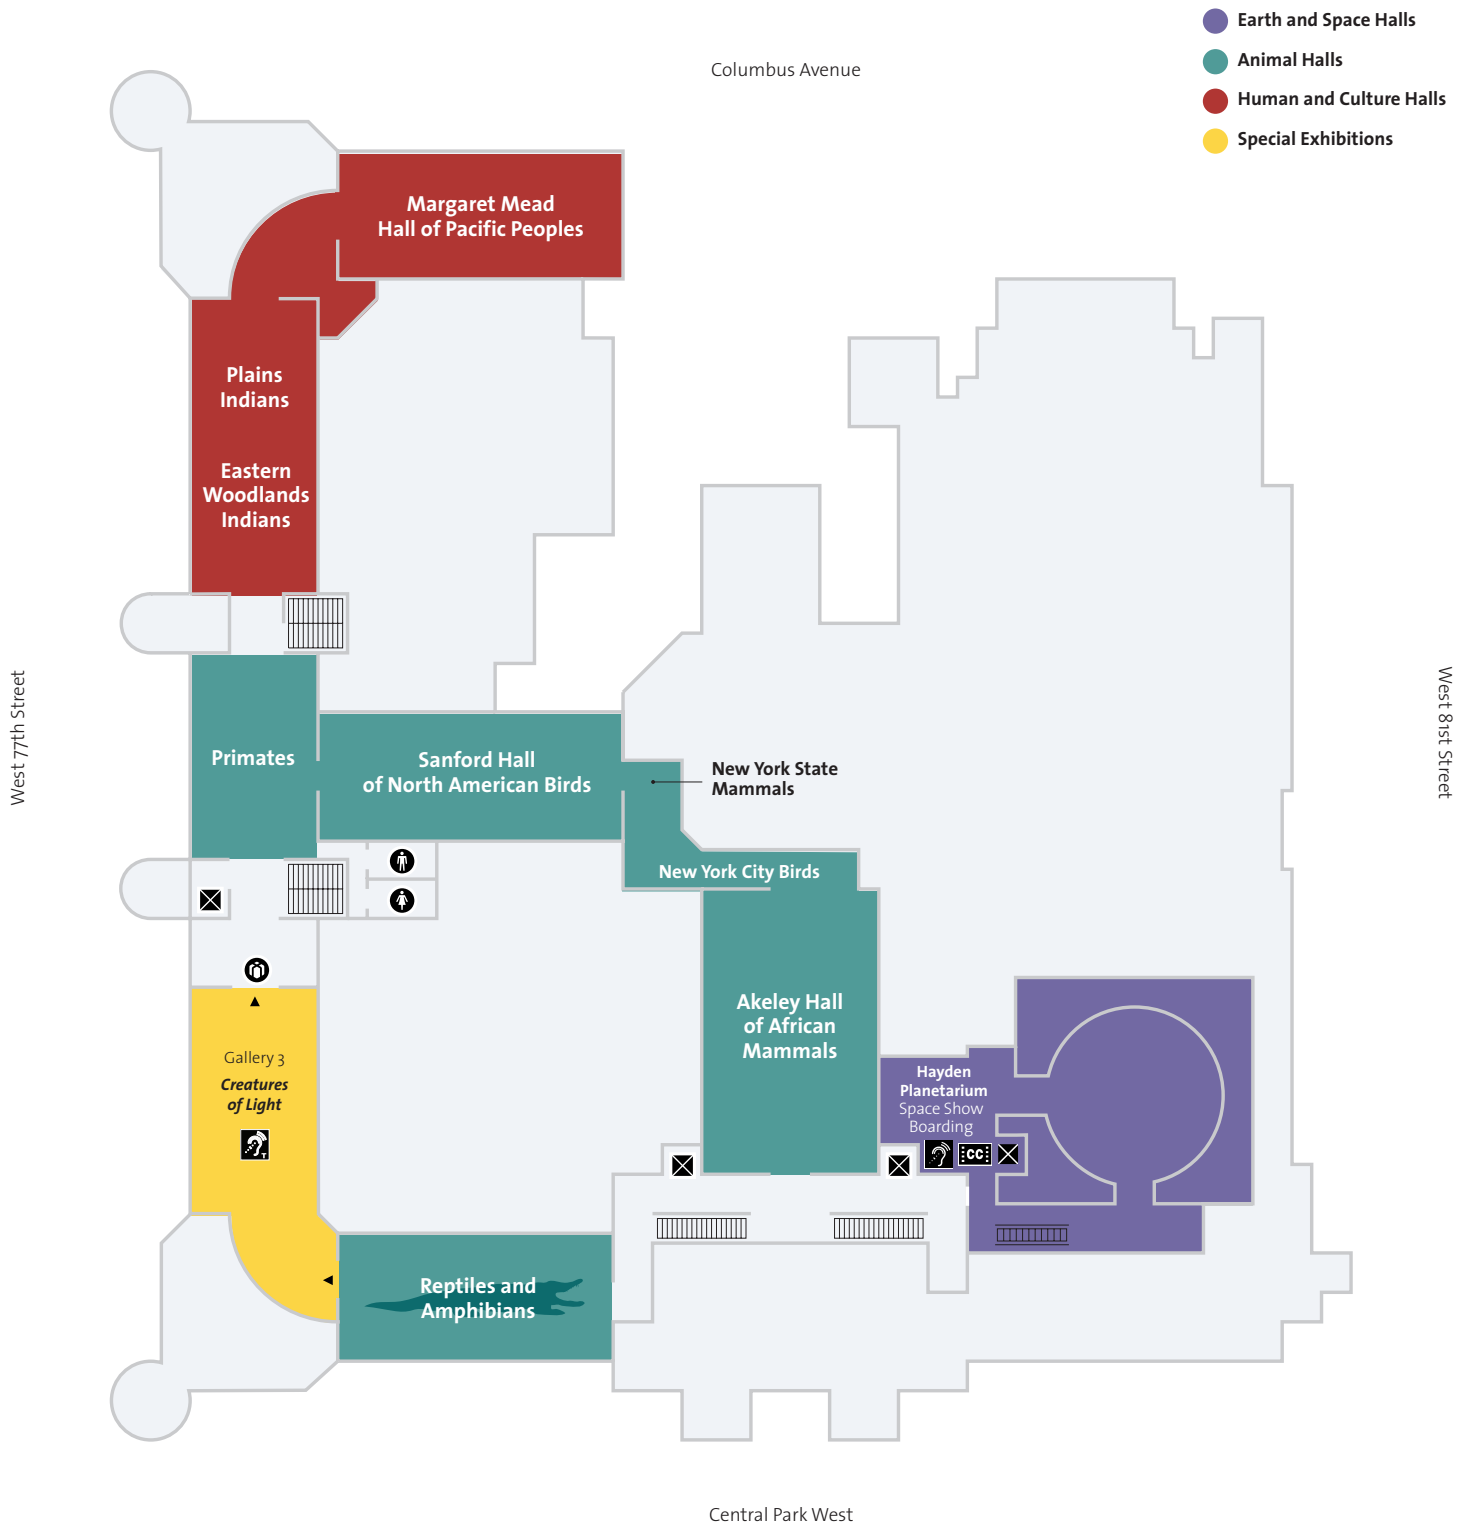 Earth and Space Halls
Animal Halls
Human and Culture Halls
Special Exhibitions
Columbus Avenue
Margaret Mead
Hall of Pacific Peoples
Plains
Indians
Eastern
Woodlands
Indians
West 77th Street
West 81st Street
Primates
Sanford Hall
of North American Birds
New York State
Mammals
New York City Birds
Akeley Hall
of African
Mammals
Gallery 3
Creatures
of Light
T
Hayden
Planetarium
Space Show
Boarding
CC
Reptiles and
Amphibians
Central Park West